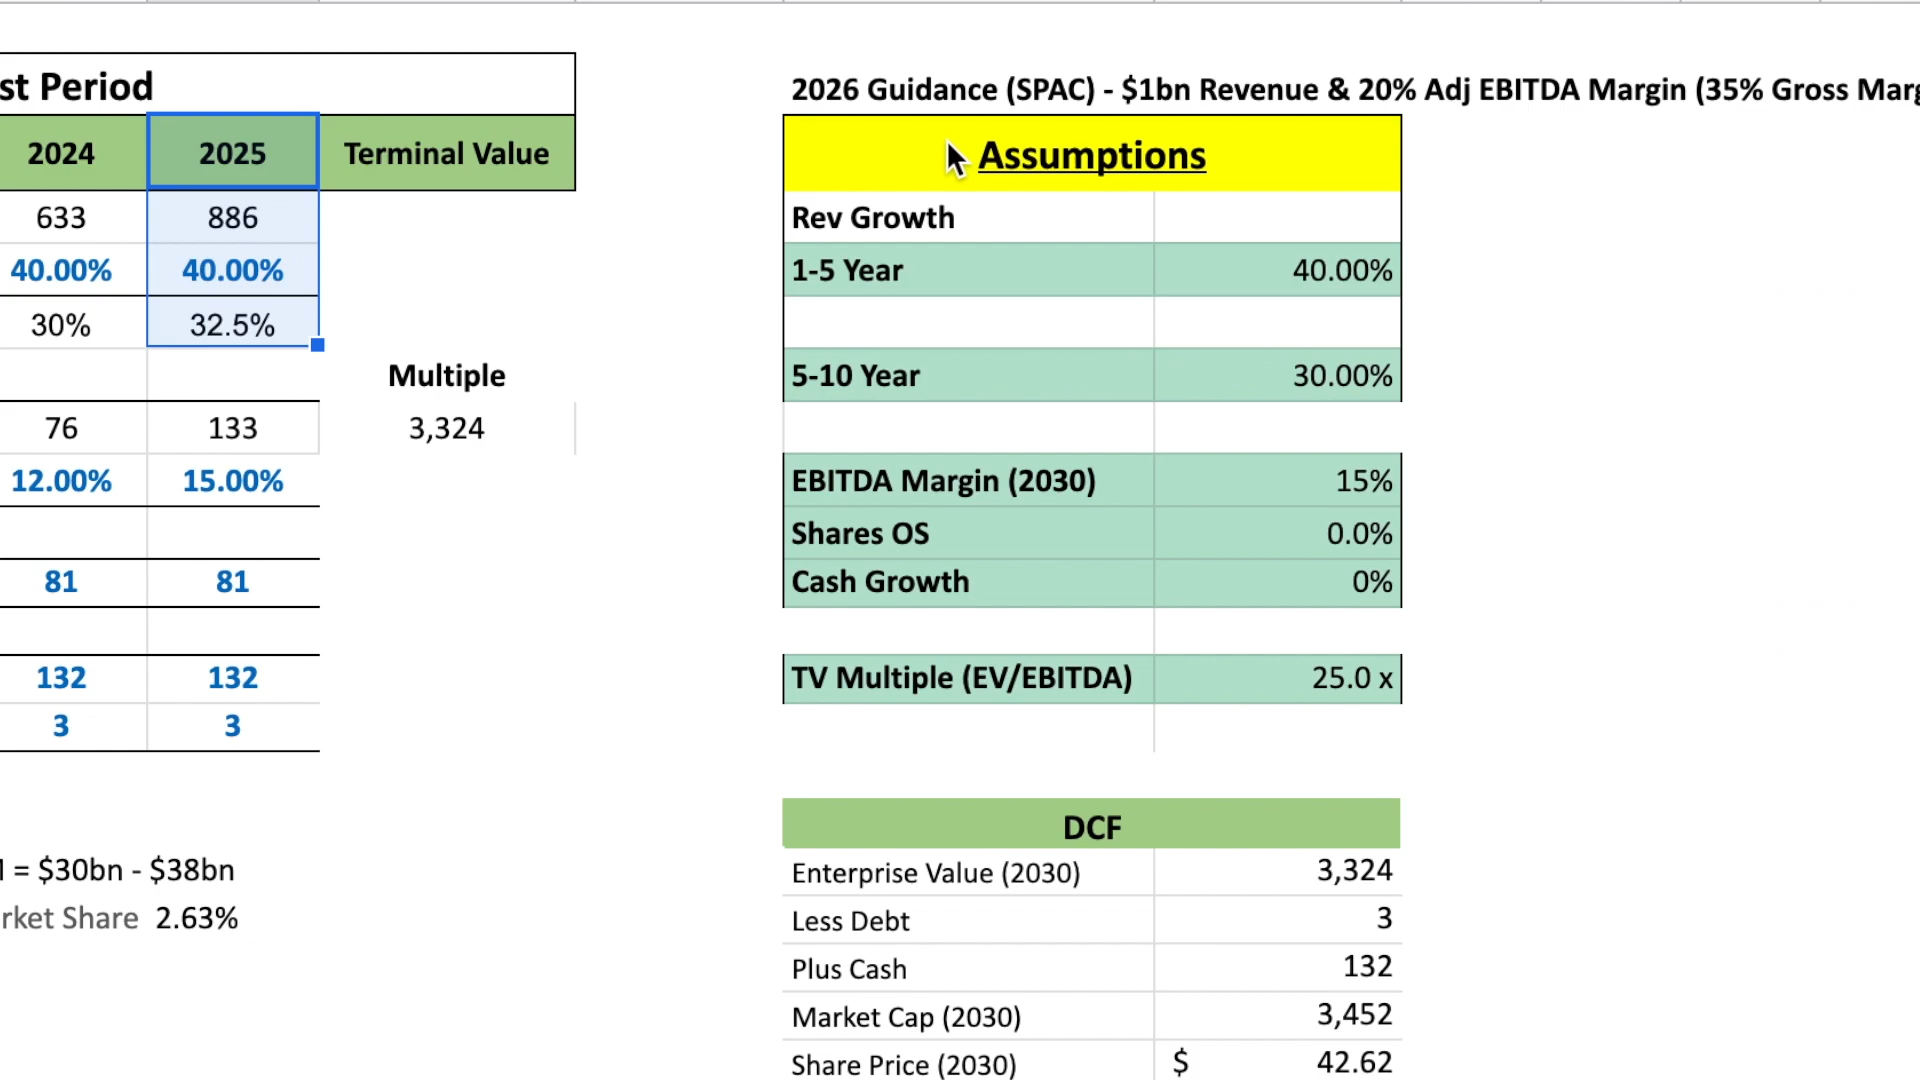 st Period
2024 2025 Terminal Value
633 886
40.00% 40.00%
30% 32.5%
Multiple
76 133 3,324
12.00% 15.00%
81 81
132 132
3 3
= $30bn - $38bn
rket Share 2.63%
2026 Guidance (SPAC) - $1bn Revenue & 20% Adj EBITDA Margin (35% Gross Marg
Assumptions
Rev Growth
1-5 Year 40.00%
5-10 Year 30.00%
EBITDA Margin (2030) 15%
Shares OS 0.0%
Cash Growth 0%
TV Multiple (EV/EBITDA) 25.0 x
DCF
Enterprise Value (2030) 3,324
Less Debt 3
Plus Cash 132
Market Cap (2030) 3,452
Share Price (2030) $ 42.62